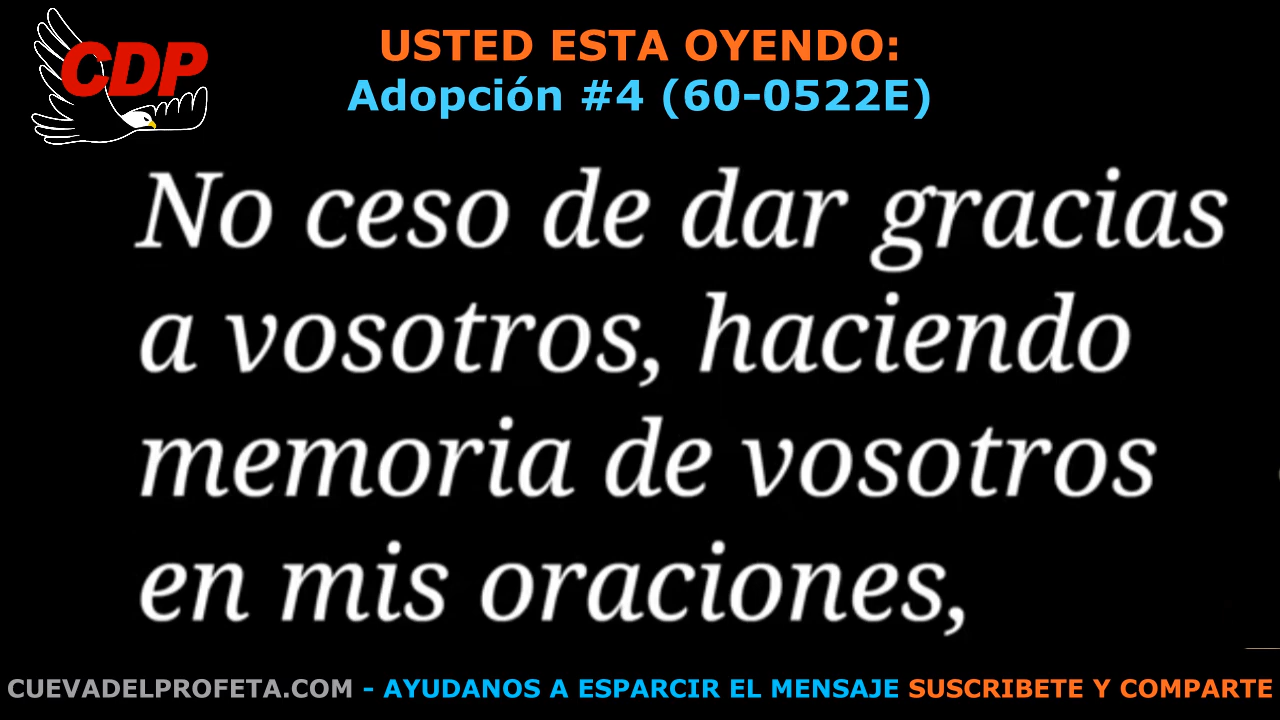 CDP
USTED ESTA OYENDO:
Adopción #4 (60-0522E)
No ceso de dar gracias
a vosotros, haciendo
memoria de vosotros
en mis oraciones,
CUEVADELPROFETA.COM - AYUDANOS A ESPARCIR EL MENSAJE SUSCRIBETE Y COMPARTE